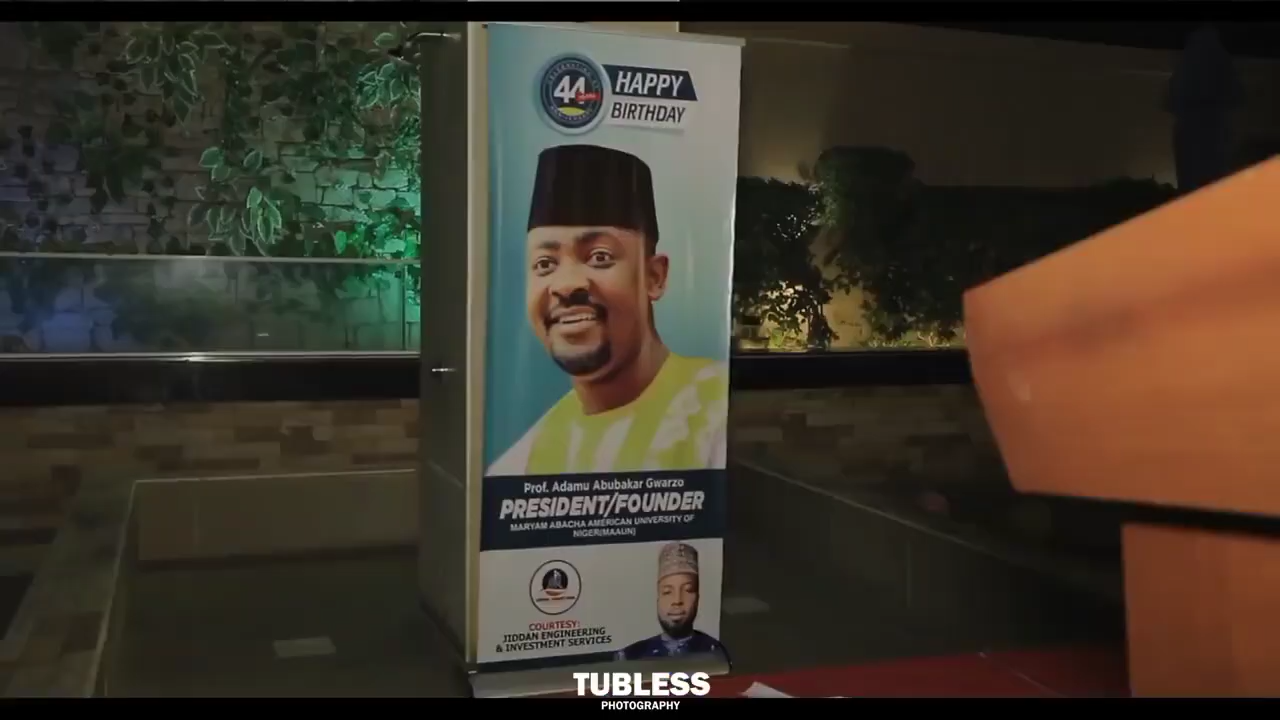 44
HAPPY
BIRTHDAY
Prof. Adamu Abubakar Gwarzo
PRESIDENT/FOUNDER
MARYAM ABACHA AMERICAN UNIVERSITY OF
NIGER(MAAUN)
COURTESY:
JIDDAN ENGINEERING
& INVESTMENT SERVICES
TUBLESS
PHOTOGRAPHY